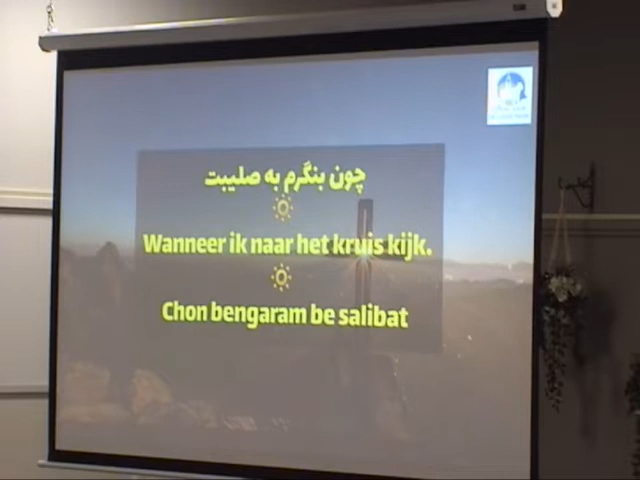 چون بنگرم به صلیبت
Wanneer ik naar het kruis kijk.
Chon bengaram be salibat